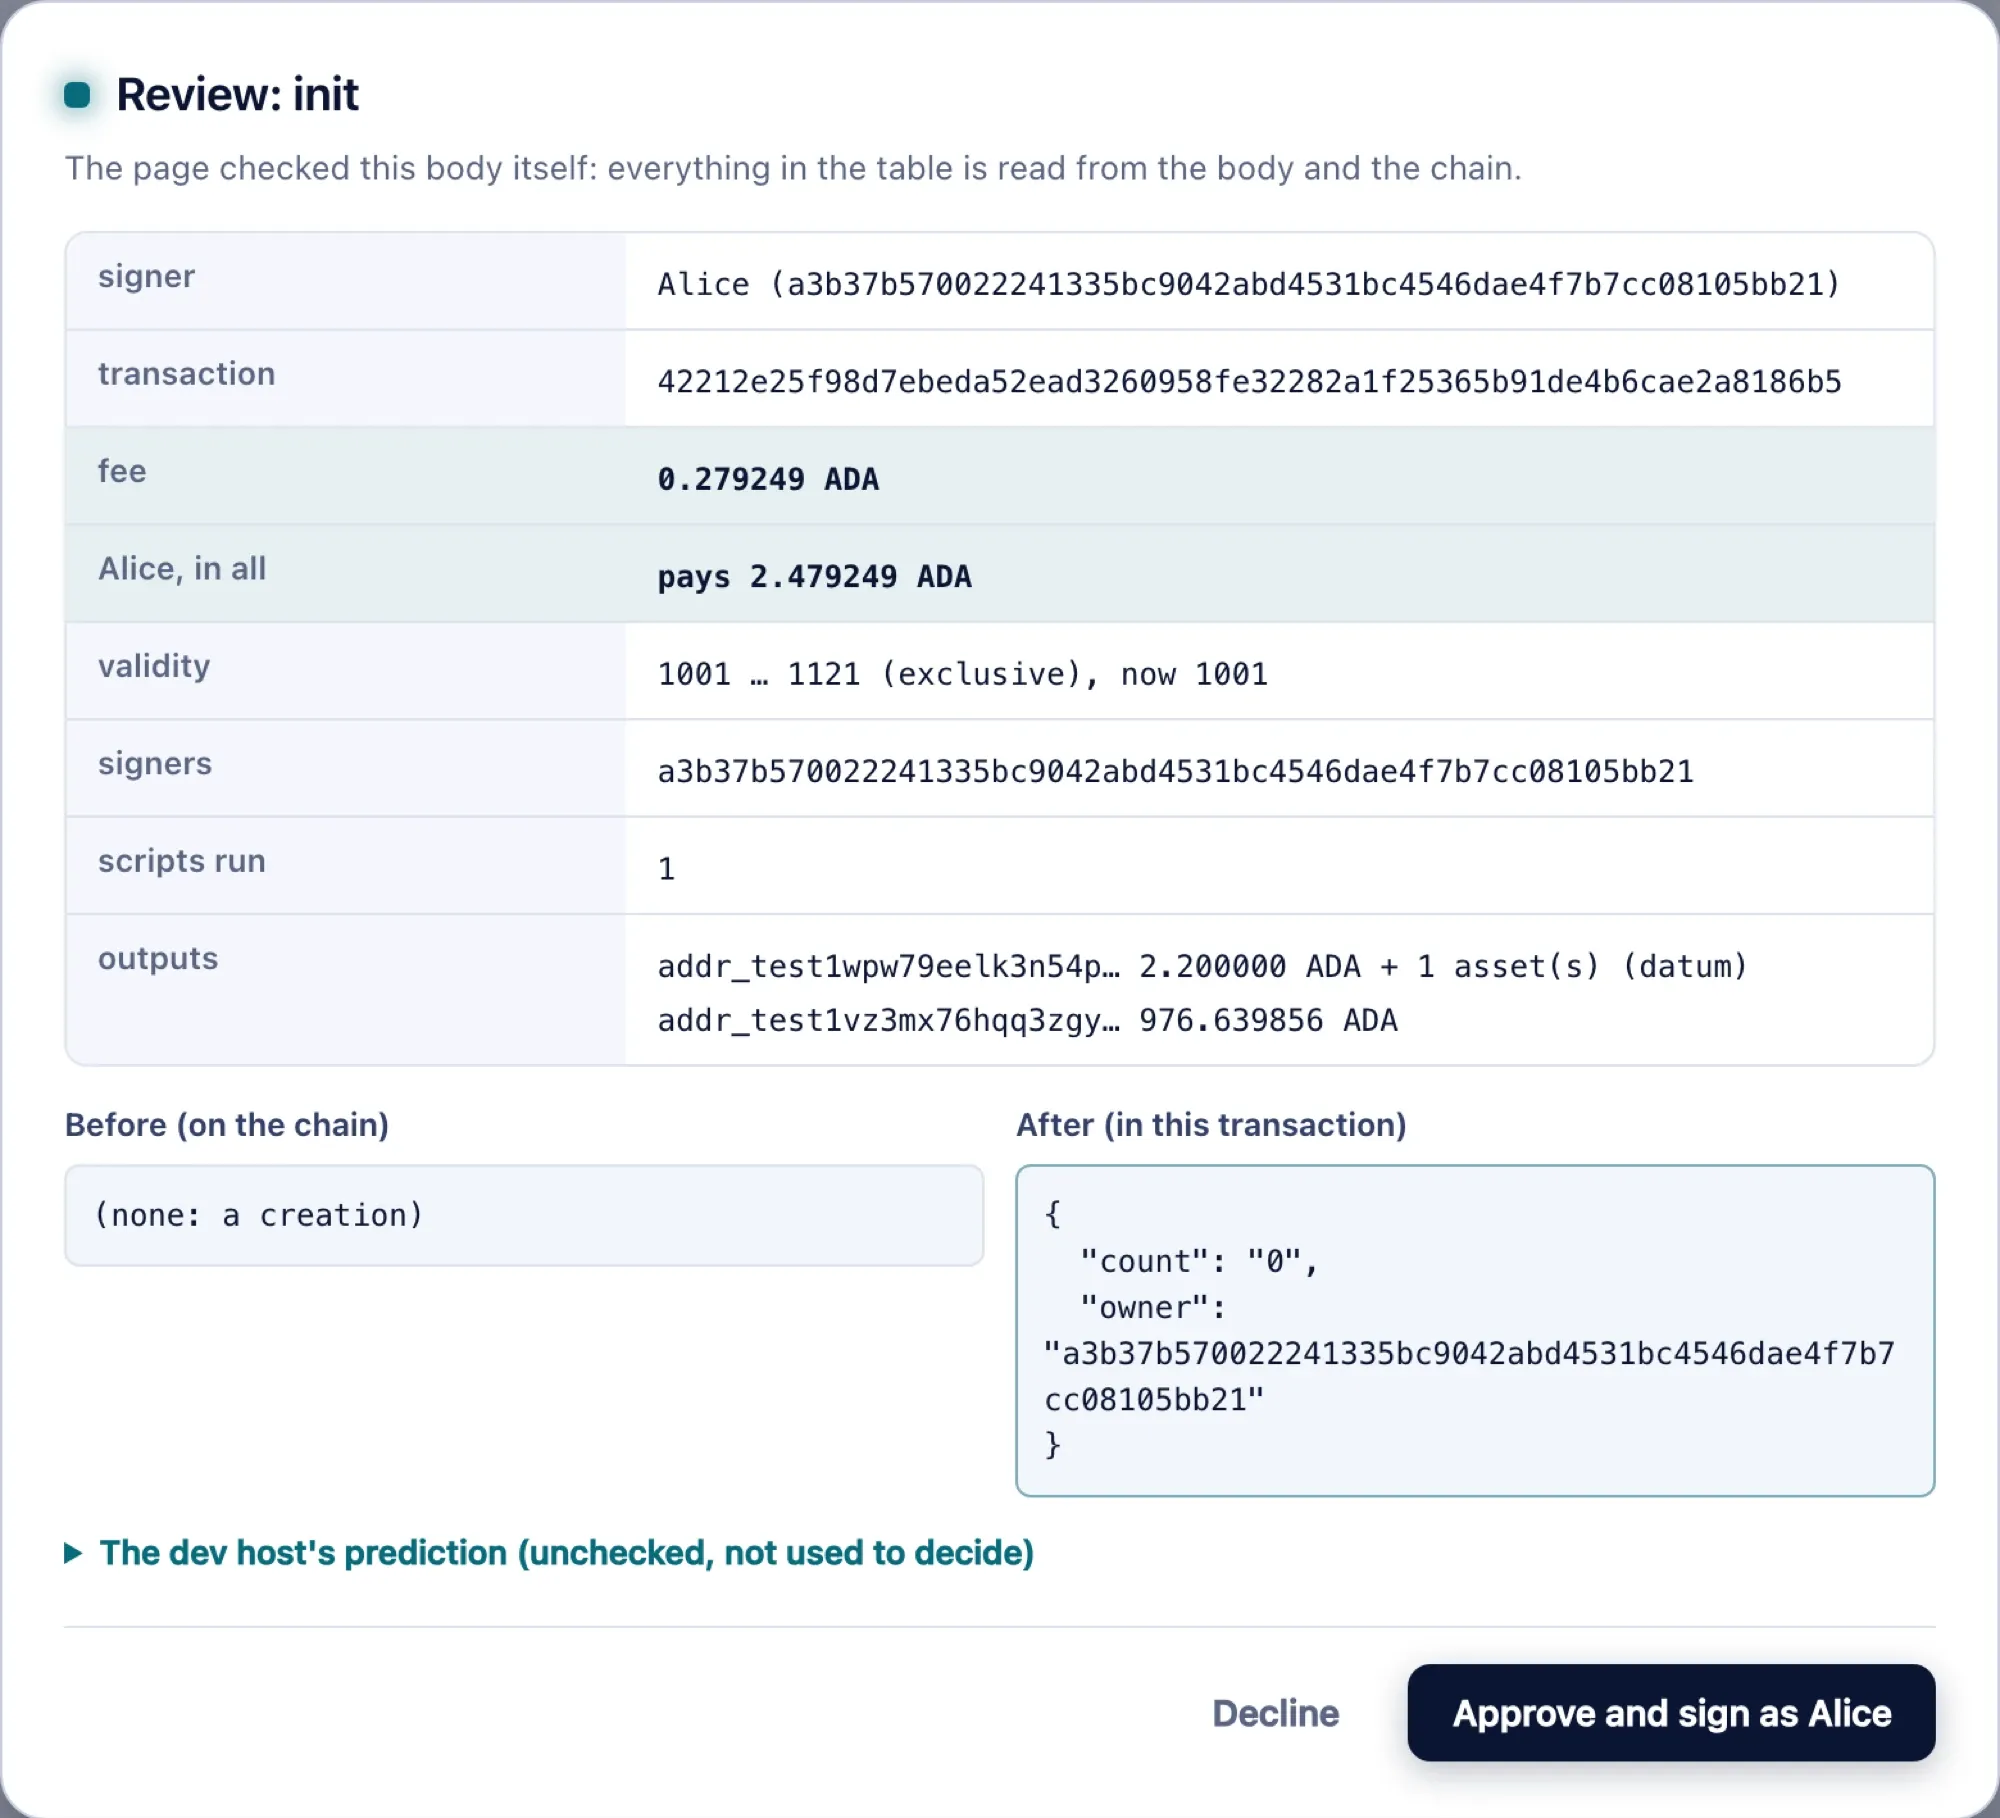 Review: init
The page checked this body itself: everything in the table is read from the body and the chain.
signer
Alice (a3b37b570022241335bc9042abd4531bc4546dae4f7b7cc08105bb21)
transaction
42212e25f98d7ebeda52ead3260958fe32282a1f25365b91de4b6cae2a8186b5
fee
0.279249 ADA
Alice, in all
pays 2.479249 ADA
validity
1001 … 1121 (exclusive), now 1001
signers
a3b37b570022241335bc9042abd4531bc4546dae4f7b7cc08105bb21
scripts run
1
outputs
addr_test1wpw79eelk3n54p… 2.200000 ADA + 1 asset(s) (datum)
addr_test1vz3mx76hqq3zgy… 976.639856 ADA
Before (on the chain)
(none: a creation)
After (in this transaction)
{
"count": "0",
"owner":
"a3b37b570022241335bc9042abd4531bc4546dae4f7b7
cc08105bb21"
}
The dev host's prediction (unchecked, not used to decide)
Decline
Approve and sign as Alice